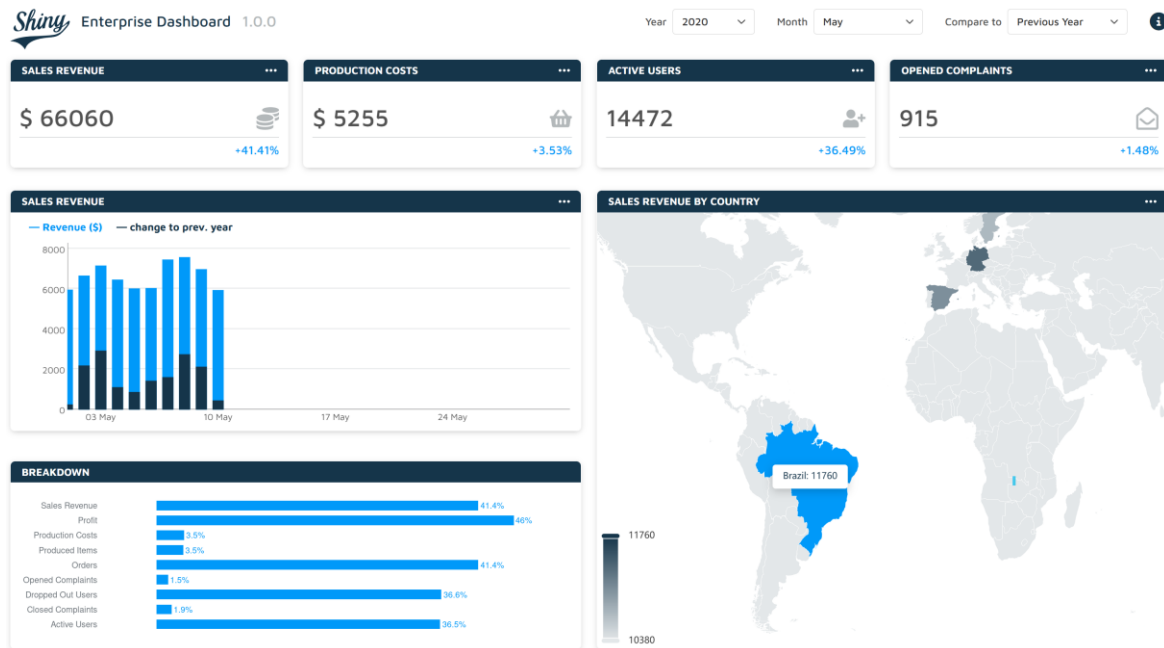 Shiny Enterprise Dashboard 1.0.0
Year 2020 Month May Compare to Previous Year i
SALES REVENUE ...
$ 66060
+41.41%
PRODUCTION COSTS ...
$ 5255
+3.53%
ACTIVE USERS ...
14472
+36.49%
OPENED COMPLAINTS ...
915
+1.48%
SALES REVENUE ...
Revenue ($) change to prev. year
8000
6000
4000
2000
0
03 May 10 May 17 May 24 May
BREAKDOWN
Sales Revenue 41.4%
Profit 46%
Production Costs 3.5%
Produced Items 3.5%
Orders 41.4%
Opened Complaints 1.5%
Dropped Out Users 36.6%
Closed Complaints 1.9%
Active Users 36.5%
SALES REVENUE BY COUNTRY ...
Brazil: 11760
11760
10380